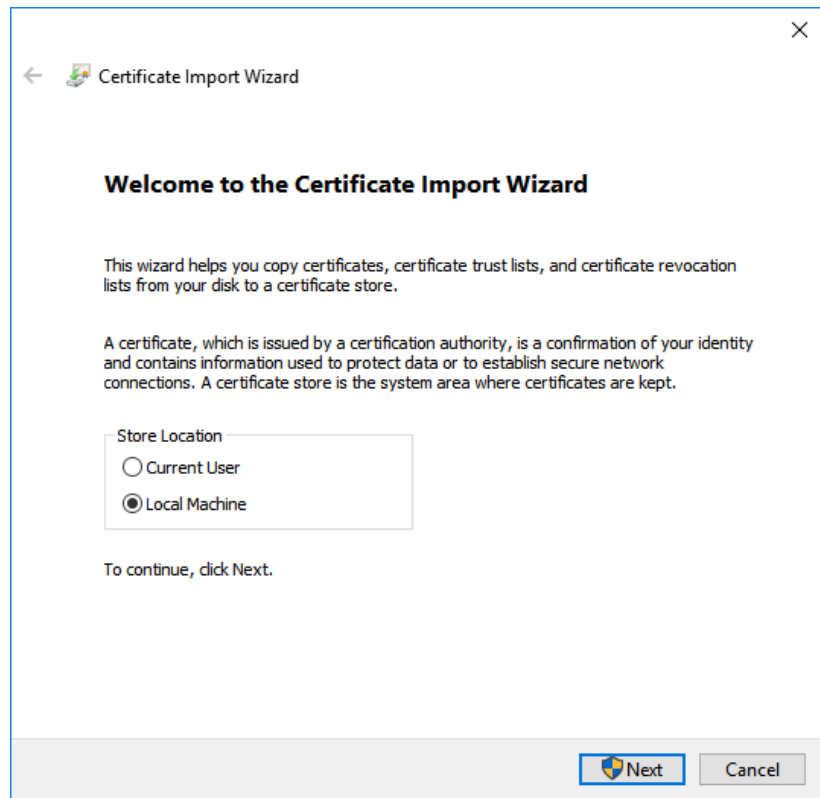 Certificate Import Wizard
Welcome to the Certificate Import Wizard
This wizard helps you copy certificates, certificate trust lists, and certificate revocation
lists from your disk to a certificate store.
A certificate, which is issued by a certification authority, is a confirmation of your identity
and contains information used to protect data or to establish secure network
connections. A certificate store is the system area where certificates are kept.
Store Location
Current User
Local Machine
To continue, click Next.
Next Cancel